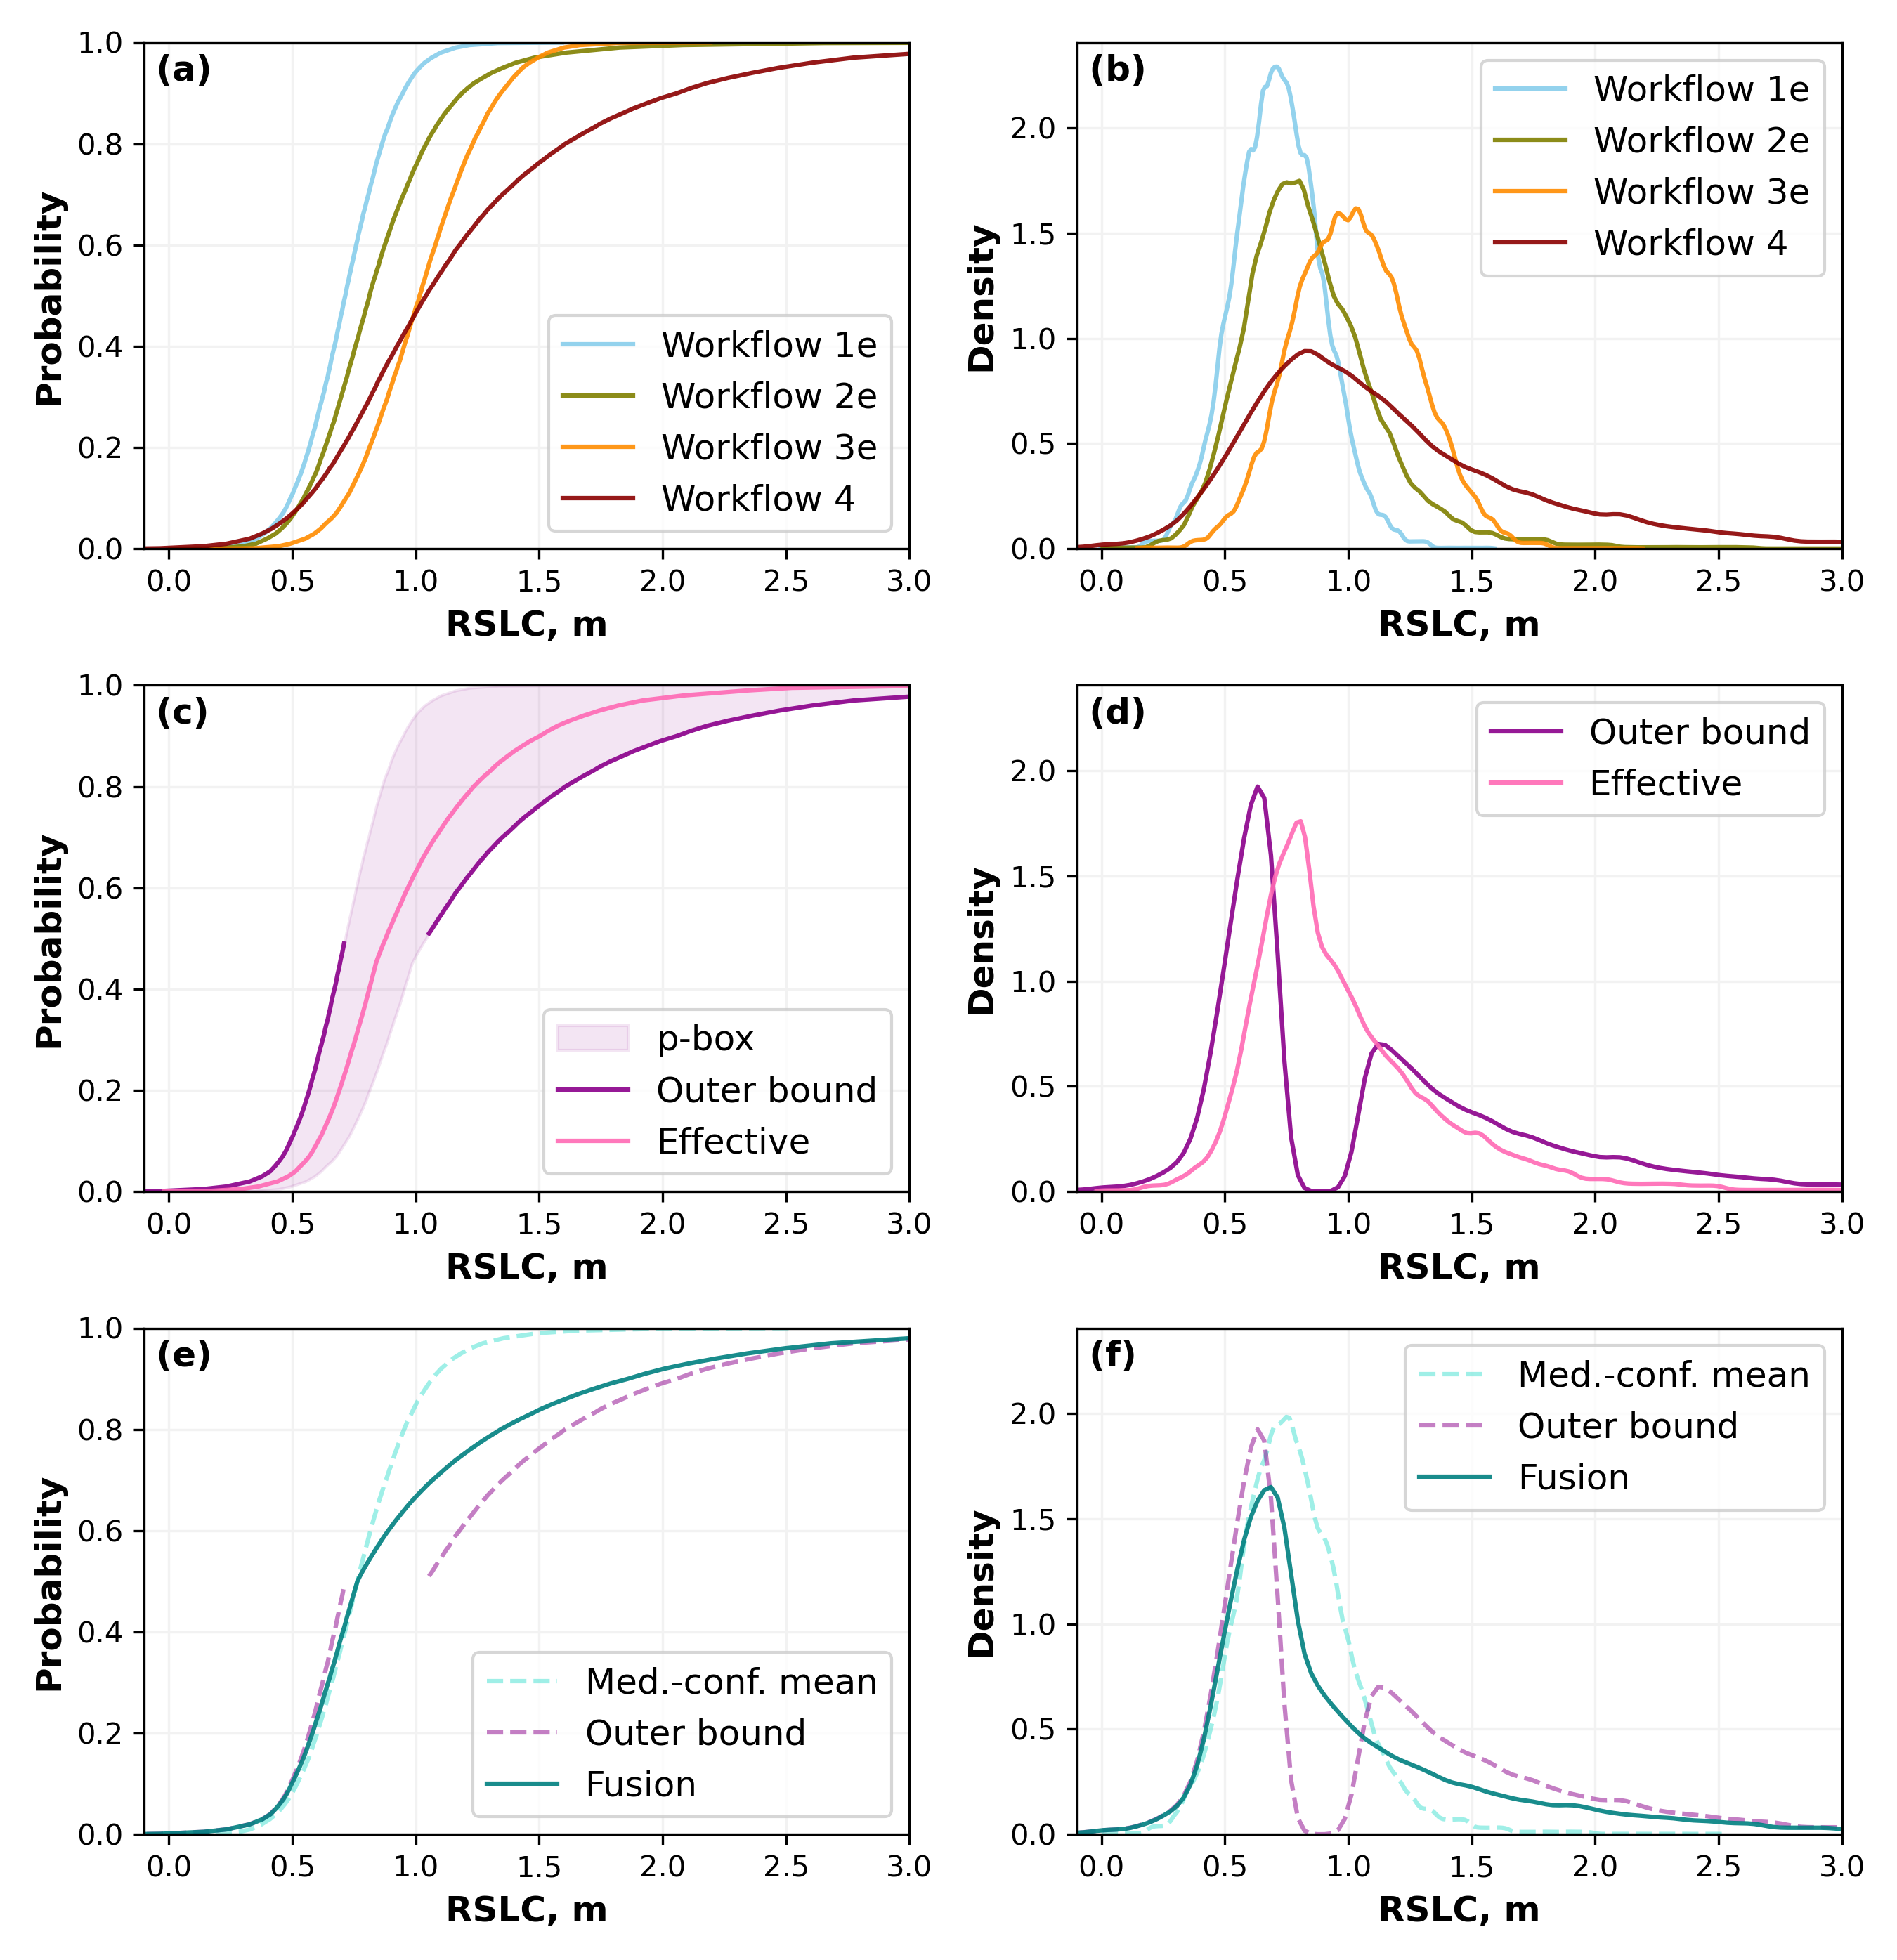 (a)
1.0
0.8
0.6
0.4
0.2
0.0
Probability
Workflow 1e
Workflow 2e
Workflow 3e
Workflow 4
0.0 0.5 1.0 1.5 2.0 2.5 3.0
RSLC, m
(b)
2.0
1.5
1.0
0.5
0.0
Density
Workflow 1e
Workflow 2e
Workflow 3e
Workflow 4
0.0 0.5 1.0 1.5 2.0 2.5 3.0
RSLC, m
(c)
1.0
0.8
0.6
0.4
0.2
0.0
Probability
p-box
Outer bound
Effective
0.0 0.5 1.0 1.5 2.0 2.5 3.0
RSLC, m
(d)
2.0
1.5
1.0
0.5
0.0
Density
Outer bound
Effective
0.0 0.5 1.0 1.5 2.0 2.5 3.0
RSLC, m
(e)
1.0
0.8
0.6
0.4
0.2
0.0
Probability
Med.-conf. mean
Outer bound
Fusion
0.0 0.5 1.0 1.5 2.0 2.5 3.0
RSLC, m
(f)
2.0
1.5
1.0
0.5
0.0
Density
Med.-conf. mean
Outer bound
Fusion
0.0 0.5 1.0 1.5 2.0 2.5 3.0
RSLC, m